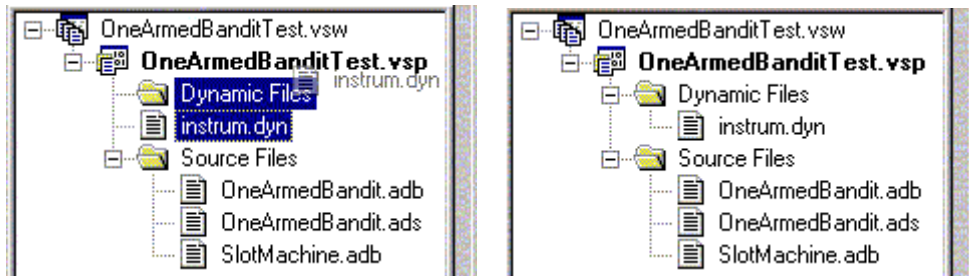 OneArmedBanditTest.vsw
OneArmedBanditTest.vsp
Dynamic Files
instrum.dyn
instrum.dyn
Source Files
OneArmedBandit.adb
OneArmedBandit.ads
SlotMachine.adb
OneArmedBanditTest.vsw
OneArmedBanditTest.vsp
Dynamic Files
instrum.dyn
Source Files
OneArmedBandit.adb
OneArmedBandit.ads
SlotMachine.adb